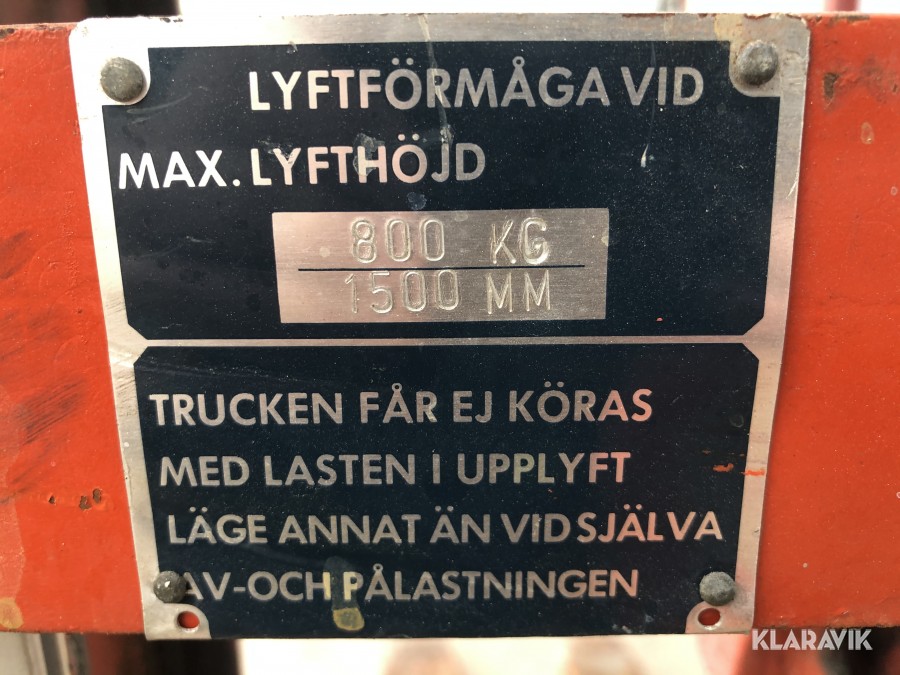 LYFTFÖRMÅGA VID
MAX. LYFTHÖJD
800 KG
1500 MM
TRUCKEN FÅR EJ KÖRAS
MED LASTEN I UPPLYFT
LÄGE ANNAT ÄN VID SJÄLVA
AV-OCH PÅLASTNINGEN
KLARAVIK